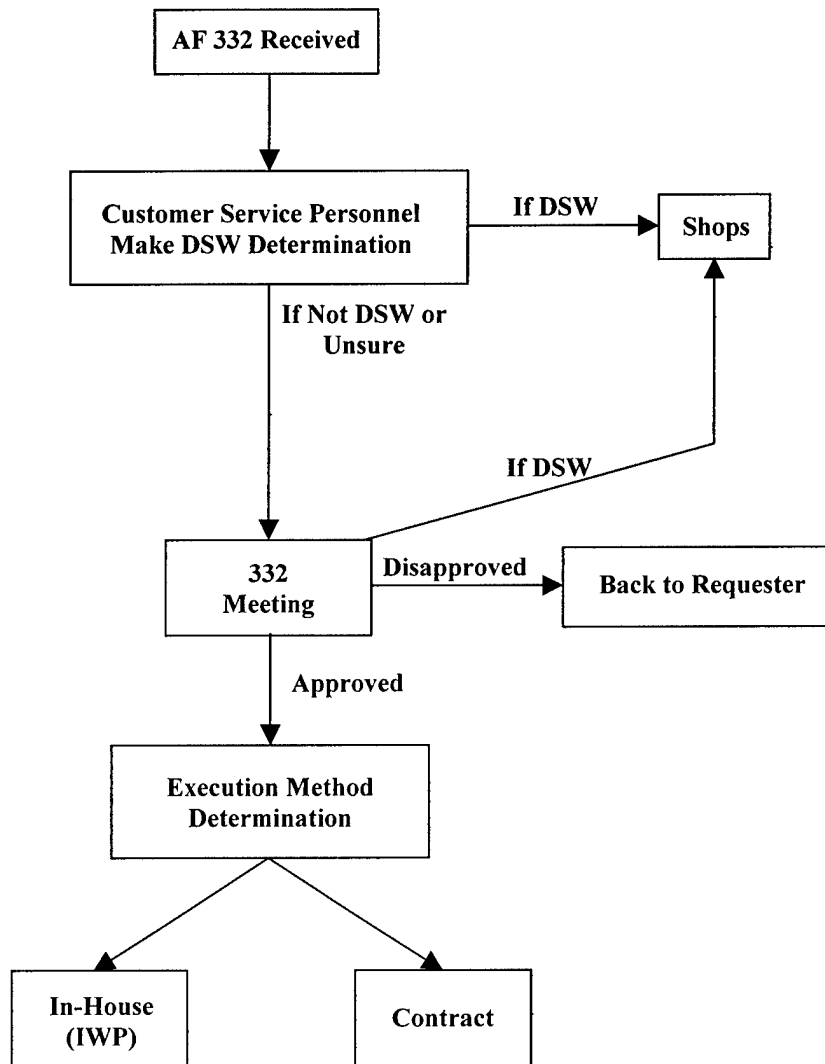 AF 332 Received
Customer Service Personnel
Make DSW Determination
If DSW
Shops
If Not DSW or
Unsure
If DSW
332
Meeting
Disapproved
Back to Requester
Approved
Execution Method
Determination
In-House
(IWP)
Contract